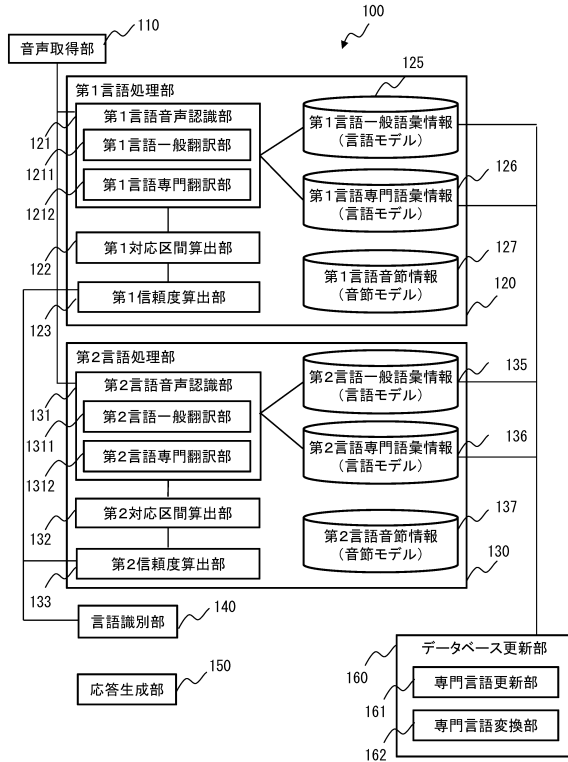 100
110
音声取得部
第1言語処理部
125
第1言語音声認識部
121
第1言語一般翻訳部
1211
第1言語専門翻訳部
1212
第1対応区間算出部
122
第1信頼度算出部
123
第1言語一般語彙情報
(言語モデル)
第1言語専門語彙情報
(言語モデル)
126
第1言語音節情報
(音節モデル)
127
120
第2言語処理部
第2言語音声認識部
131
第2言語一般翻訳部
1311
第2言語専門翻訳部
1312
第2対応区間算出部
132
第2信頼度算出部
133
第2言語一般語彙情報
(言語モデル)
135
第2言語専門語彙情報
(言語モデル)
136
第2言語音節情報
(音節モデル)
137
130
言語識別部
140
応答生成部
150
データベース更新部
160
専門言語更新部
161
専門言語変換部
162